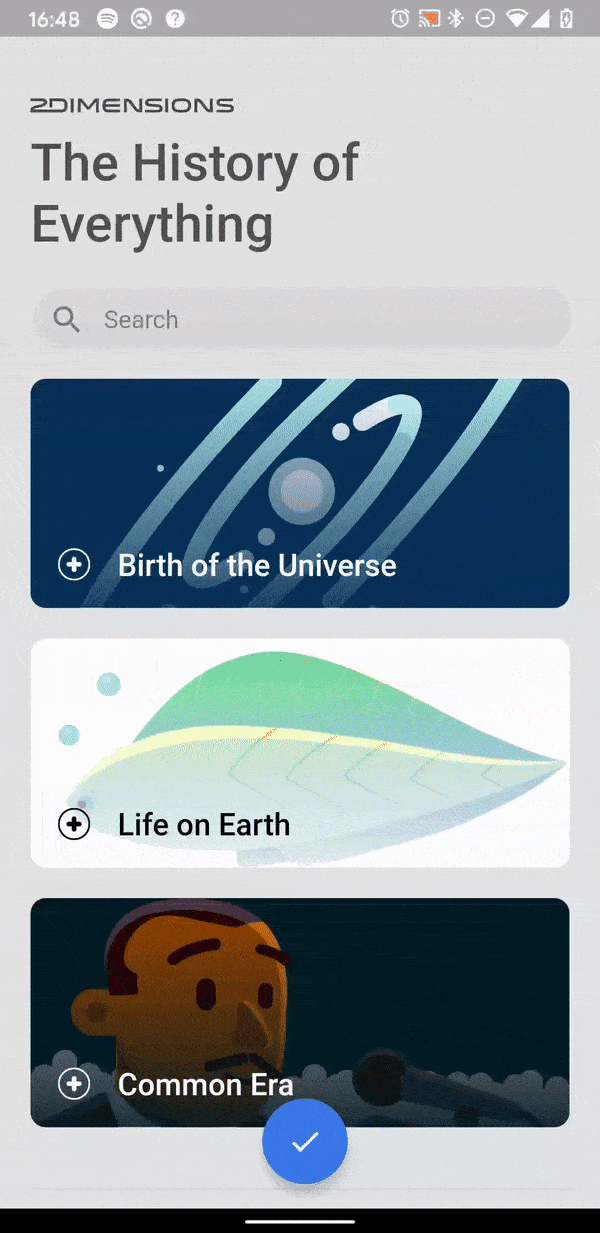 16:48
2DIMENSIONS
The History of
Everything
Search
Birth of the Universe
Life on Earth
Common Era